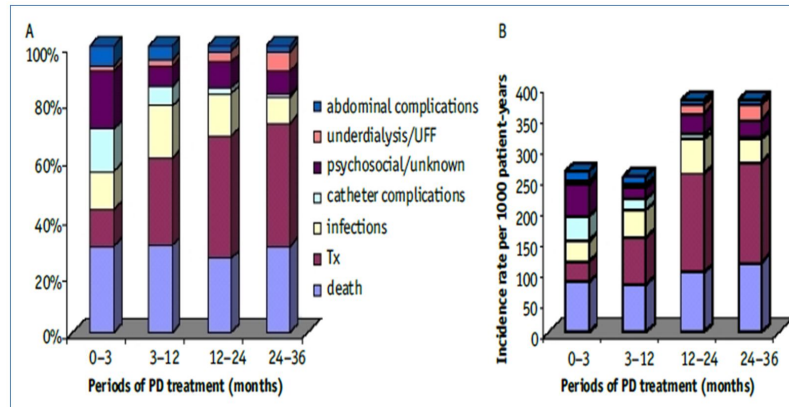 A
100%
80%
60%
40%
20%
0%
0–3
3–12
12–24
24–36
Periods of PD treatment (months)
abdominal complications
underdialysis/UFF
psychosocial/unknown
catheter complications
infections
Tx
death
B
Incidence rate per 1000 patient-years
400
350
300
250
200
150
100
50
0
0–3
3–12
12–24
24–36
Periods of PD treatment (months)